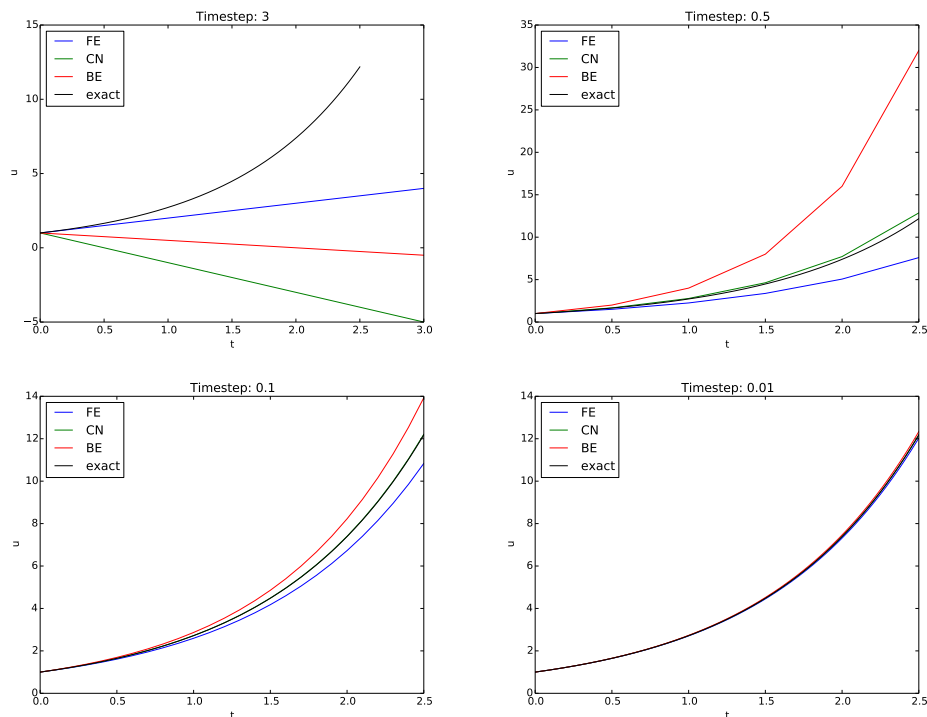 Timestep: 3
15
10
5
0
−5
u
FE
CN
BE
exact
0.0 0.5 1.0 1.5 2.0 2.5 3.0
t
Timestep: 0.5
35
30
25
20
15
10
5
0
u
FE
CN
BE
exact
0.0 0.5 1.0 1.5 2.0 2.5
t
Timestep: 0.1
14
12
10
8
6
4
2
0
u
FE
CN
BE
exact
0.0 0.5 1.0 1.5 2.0 2.5
t
Timestep: 0.01
14
12
10
8
6
4
2
0
u
FE
CN
BE
exact
0.0 0.5 1.0 1.5 2.0 2.5
t